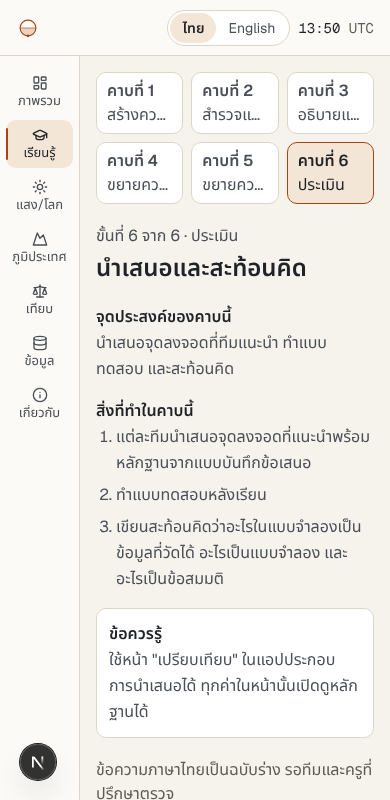 ไทย English 13:50 UTC
ภาพรวม
เรียนรู้
แสง/โลก
ภูมิประเทศ
เทียบ
ข้อมูล
เกี่ยวกับ
คาบที่ 1 คาบที่ 2 คาบที่ 3
สร้างคว... สำรวจแ... อธิบายแ...
คาบที่ 4 คาบที่ 5 คาบที่ 6
ขยายคว... ขยายคว... ประเมิน
ขั้นที่ 6 จาก 6 · ประเมิน
นำเสนอและสะท้อนคิด
จุดประสงค์ของคาบนี้
นำเสนอจุดลงจอดที่ทีมแนะนำ ทำแบบ
ทดสอบ และสะท้อนคิด
สิ่งที่ทำในคาบนี้
1. แต่ละทีมนำเสนอจุดลงจอดที่แนะนำพร้อม
หลักฐานจากแบบบันทึกข้อเสนอ
2. ทำแบบทดสอบหลังเรียน
3. เขียนสะท้อนคิดว่าอะไรในแบบจำลองเป็น
ข้อมูลที่วัดได้ อะไรเป็นแบบจำลอง และ
อะไรเป็นข้อสมมติ
ข้อควรรู้
ใช้หน้า "เปรียบเทียบ" ในแอปประกอบ
การนำเสนอได้ ทุกค่าในหน้านั้นเปิดดูหลัก
ฐานได้
N
ข้อความภาษาไทยเป็นฉบับร่าง รอทีมและครูที่
ปรึกษาตรวจ